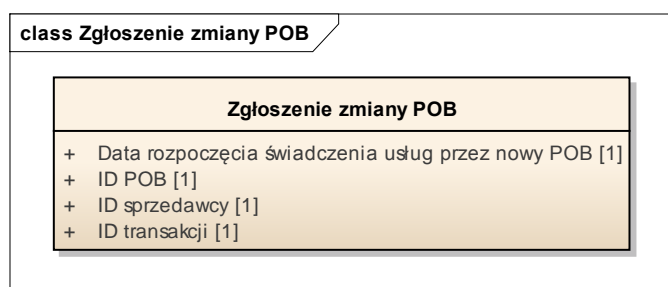 class Zgłoszenie zmiany POB
Zgłoszenie zmiany POB
+ Data rozpoczęcia świadczenia usług przez nowy POB [1]
+ ID POB [1]
+ ID sprzedawcy [1]
+ ID transakcji [1]